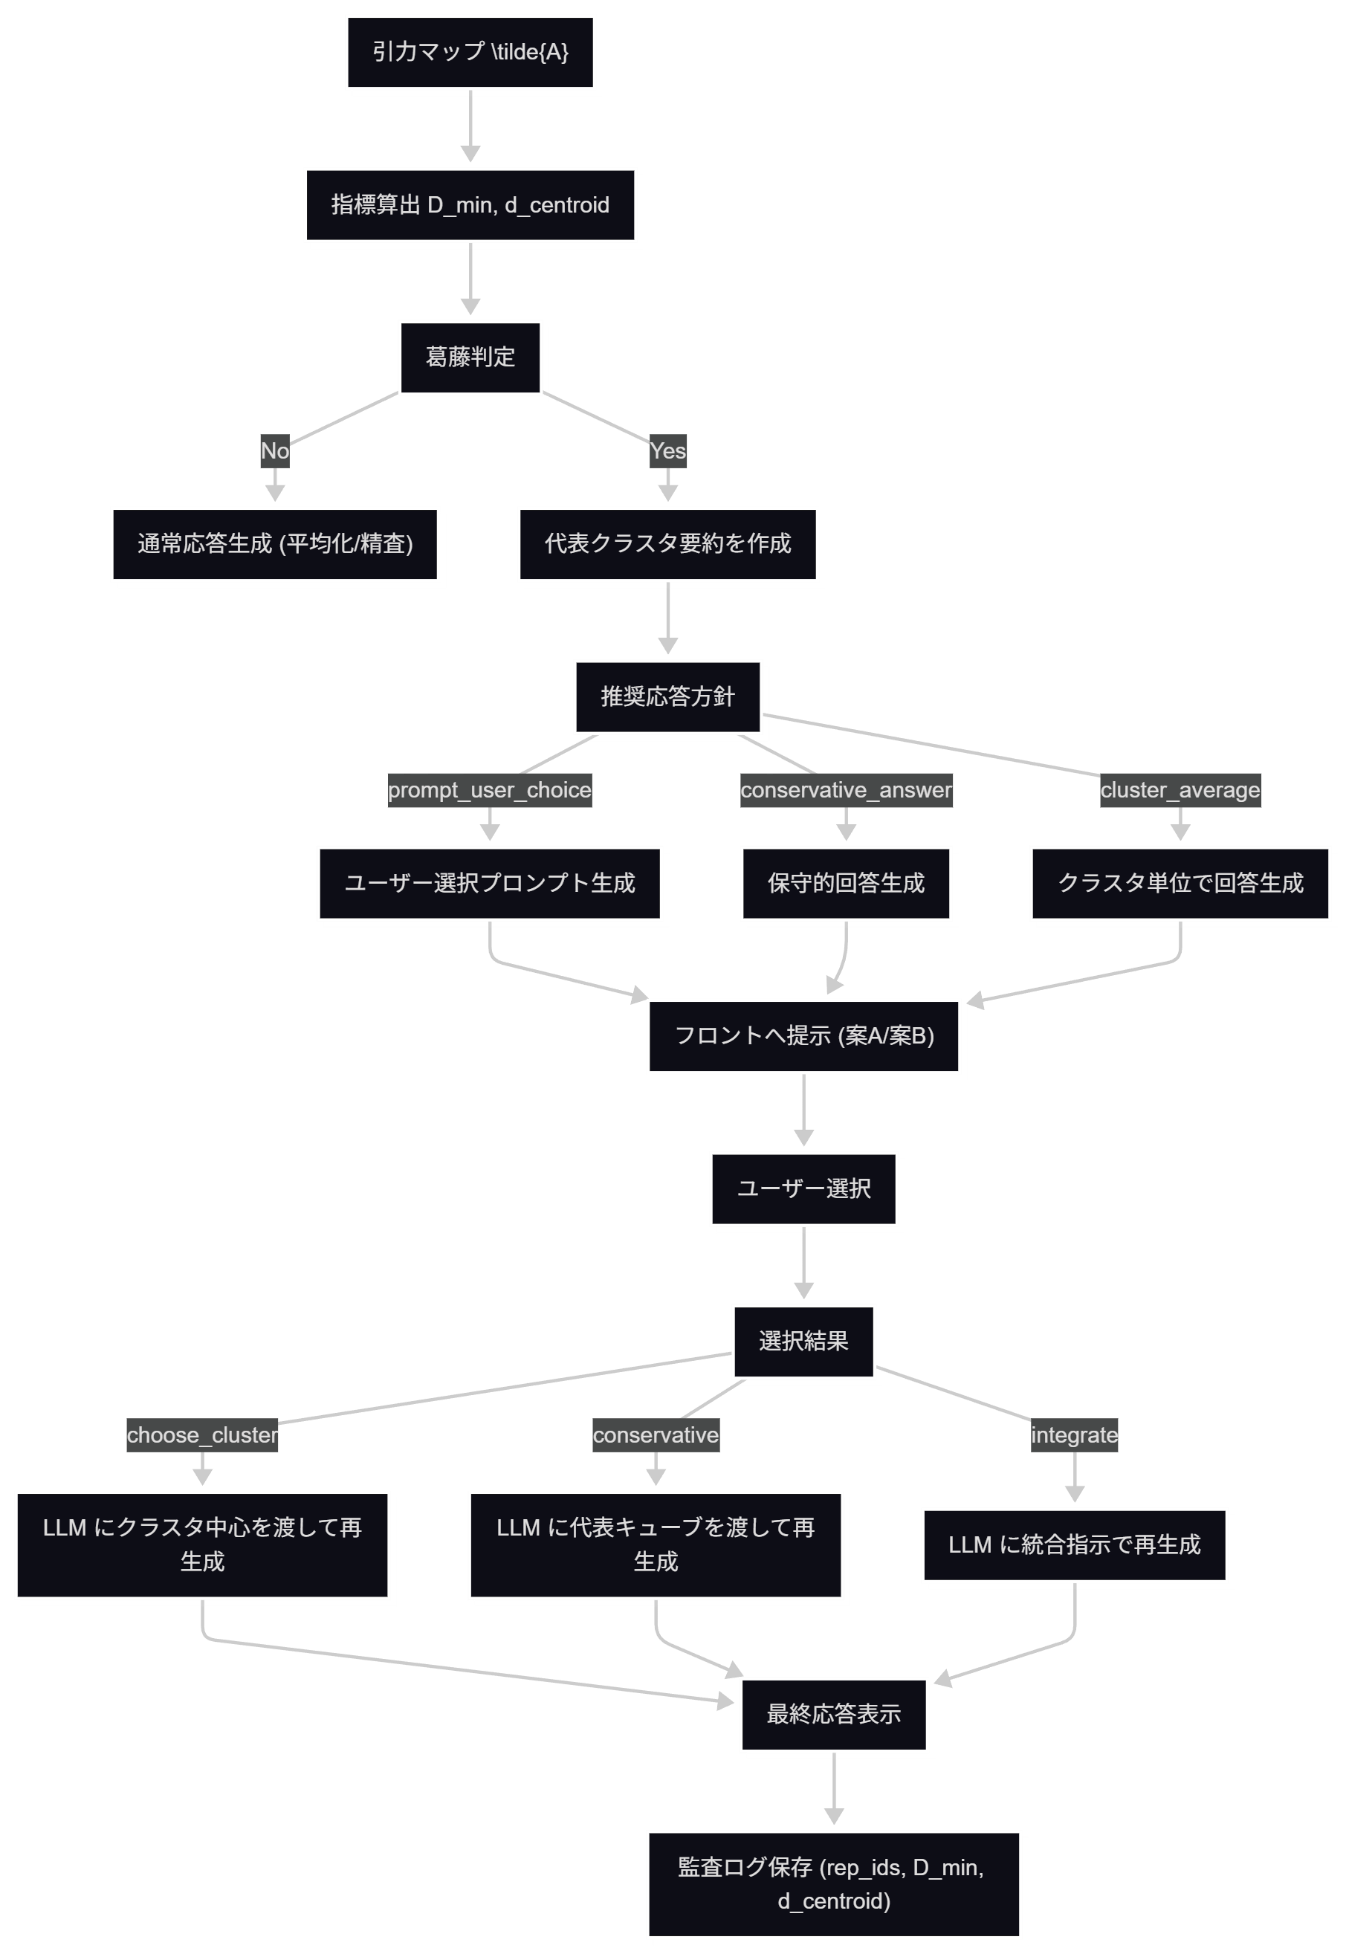 引力マップ \tilde{A}
指標算出 D_min, d_centroid
葛藤判定
No
Yes
通常応答生成 (平均化/精査)
代表クラスタ要約を作成
推奨応答方針
prompt_user_choice
conservative_answer
cluster_average
ユーザー選択プロンプト生成
保守的回答生成
クラスタ単位で回答生成
フロントへ提示 (案A/案B)
ユーザー選択
選択結果
choose_cluster
conservative
integrate
LLM にクラスタ中心を渡して再
生成
LLM に代表キューブを渡して再
生成
LLM に統合指示で再生成
最終応答表示
監査ログ保存 (rep_ids, D_min,
d_centroid)